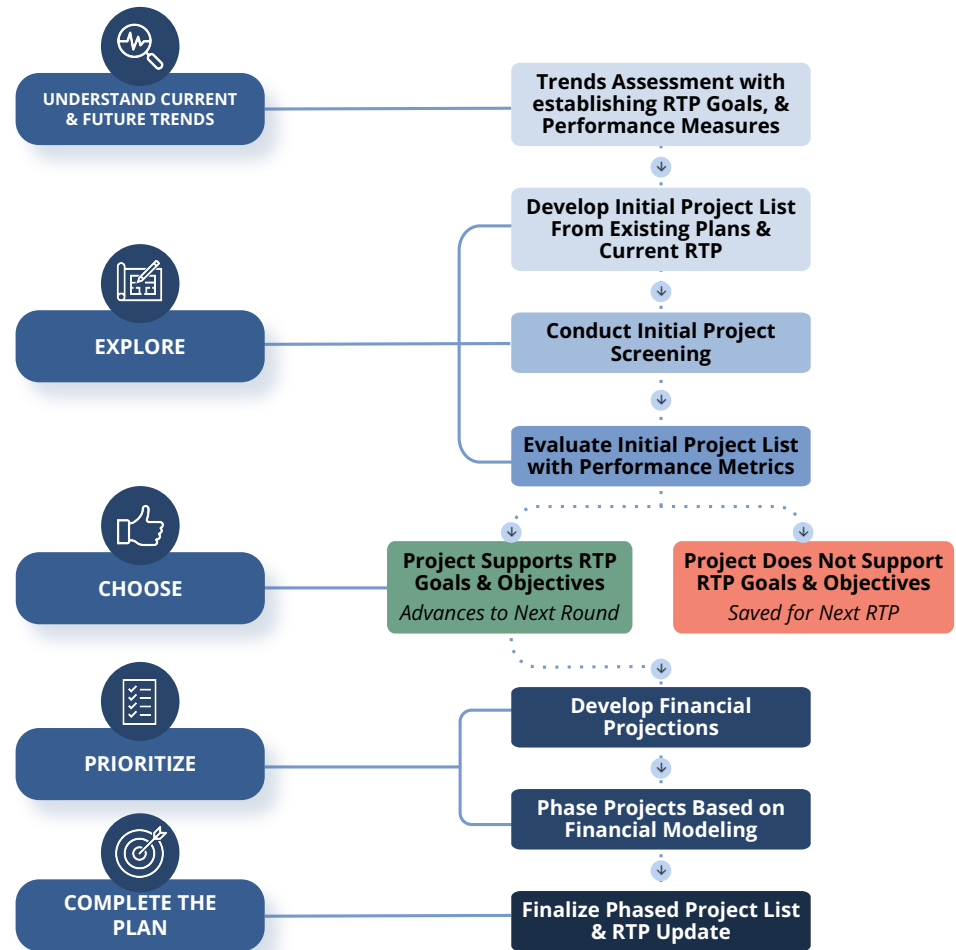 UNDERSTAND CURRENT
& FUTURE TRENDS
Trends Assessment with
establishing RTP Goals, &
Performance Measures
Develop Initial Project List
From Existing Plans &
Current RTP
EXPLORE
Conduct Initial Project
Screening
Evaluate Initial Project List
with Performance Metrics
CHOOSE
Project Supports RTP
Goals & Objectives
Advances to Next Round
Project Does Not Support
RTP Goals & Objectives
Saved for Next RTP
PRIORITIZE
Develop Financial
Projections
Phase Projects Based on
Financial Modeling
COMPLETE THE
PLAN
Finalize Phased Project List
& RTP Update